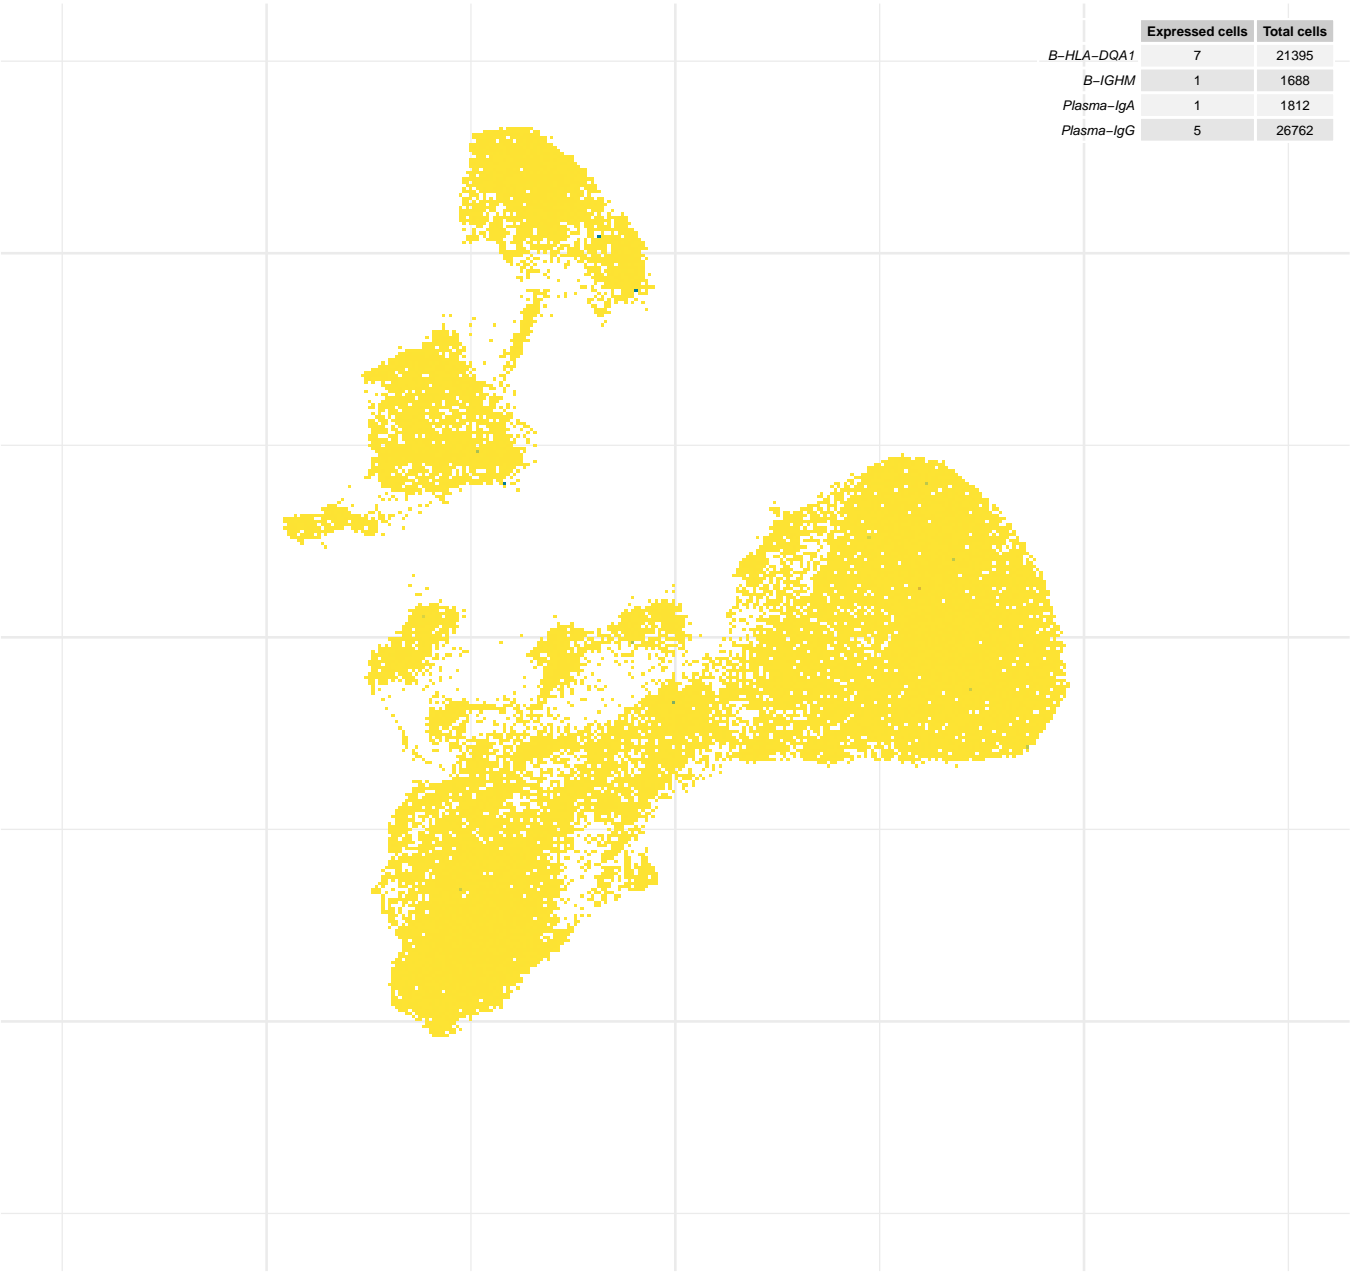 Expressed cells Total cells
B−HLA−DQA1 7 21395
B−IGHM 1 1688
Plasma−IgA 1 1812
Plasma−IgG 5 26762